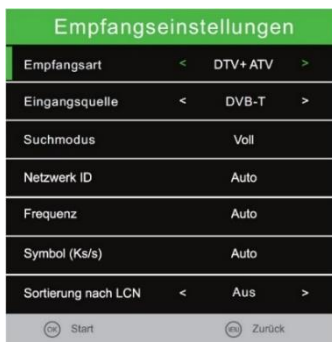 Empfangseinstellungen
Empfangsart < DTV+ ATV >
Eingangsquelle < DVB-T >
Suchmodus Voll
Netzwerk ID Auto
Frequenz Auto
Symbol (Ks/s) Auto
Sortierung nach LCN < Aus >
OK Start MENU Zurück